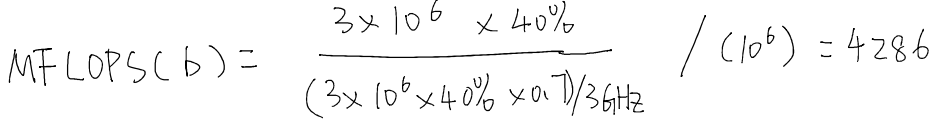 MFLOPS(b) = 3×10⁶ × 40% / (3×10⁶×40%×0.7)/3GHz / (10⁶) = 4286